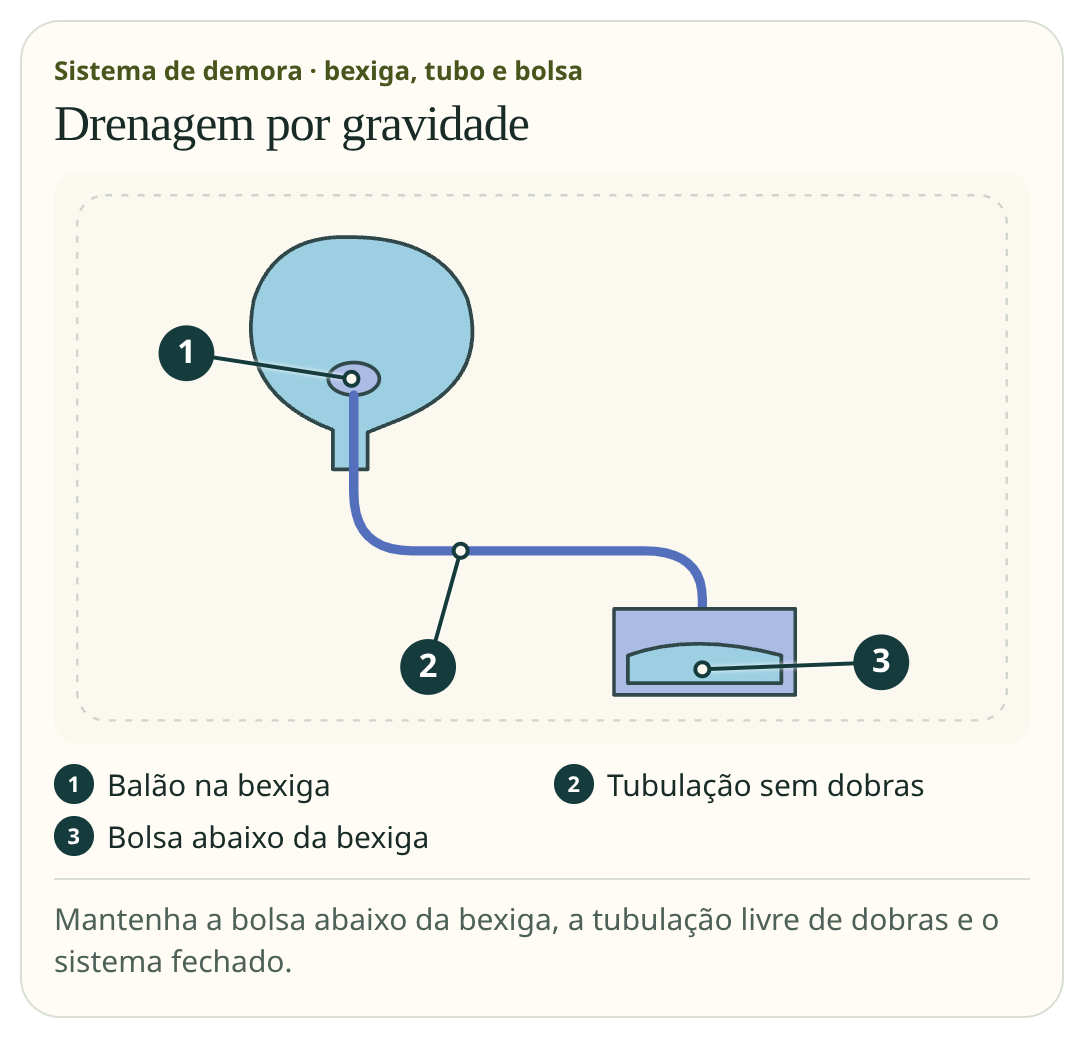 Sistema de demora · bexiga, tubo e bolsa
Drenagem por gravidade
1
2
3
1 Balão na bexiga
2 Tubulação sem dobras
3 Bolsa abaixo da bexiga
Mantenha a bolsa abaixo da bexiga, a tubulação livre de dobras e o
sistema fechado.